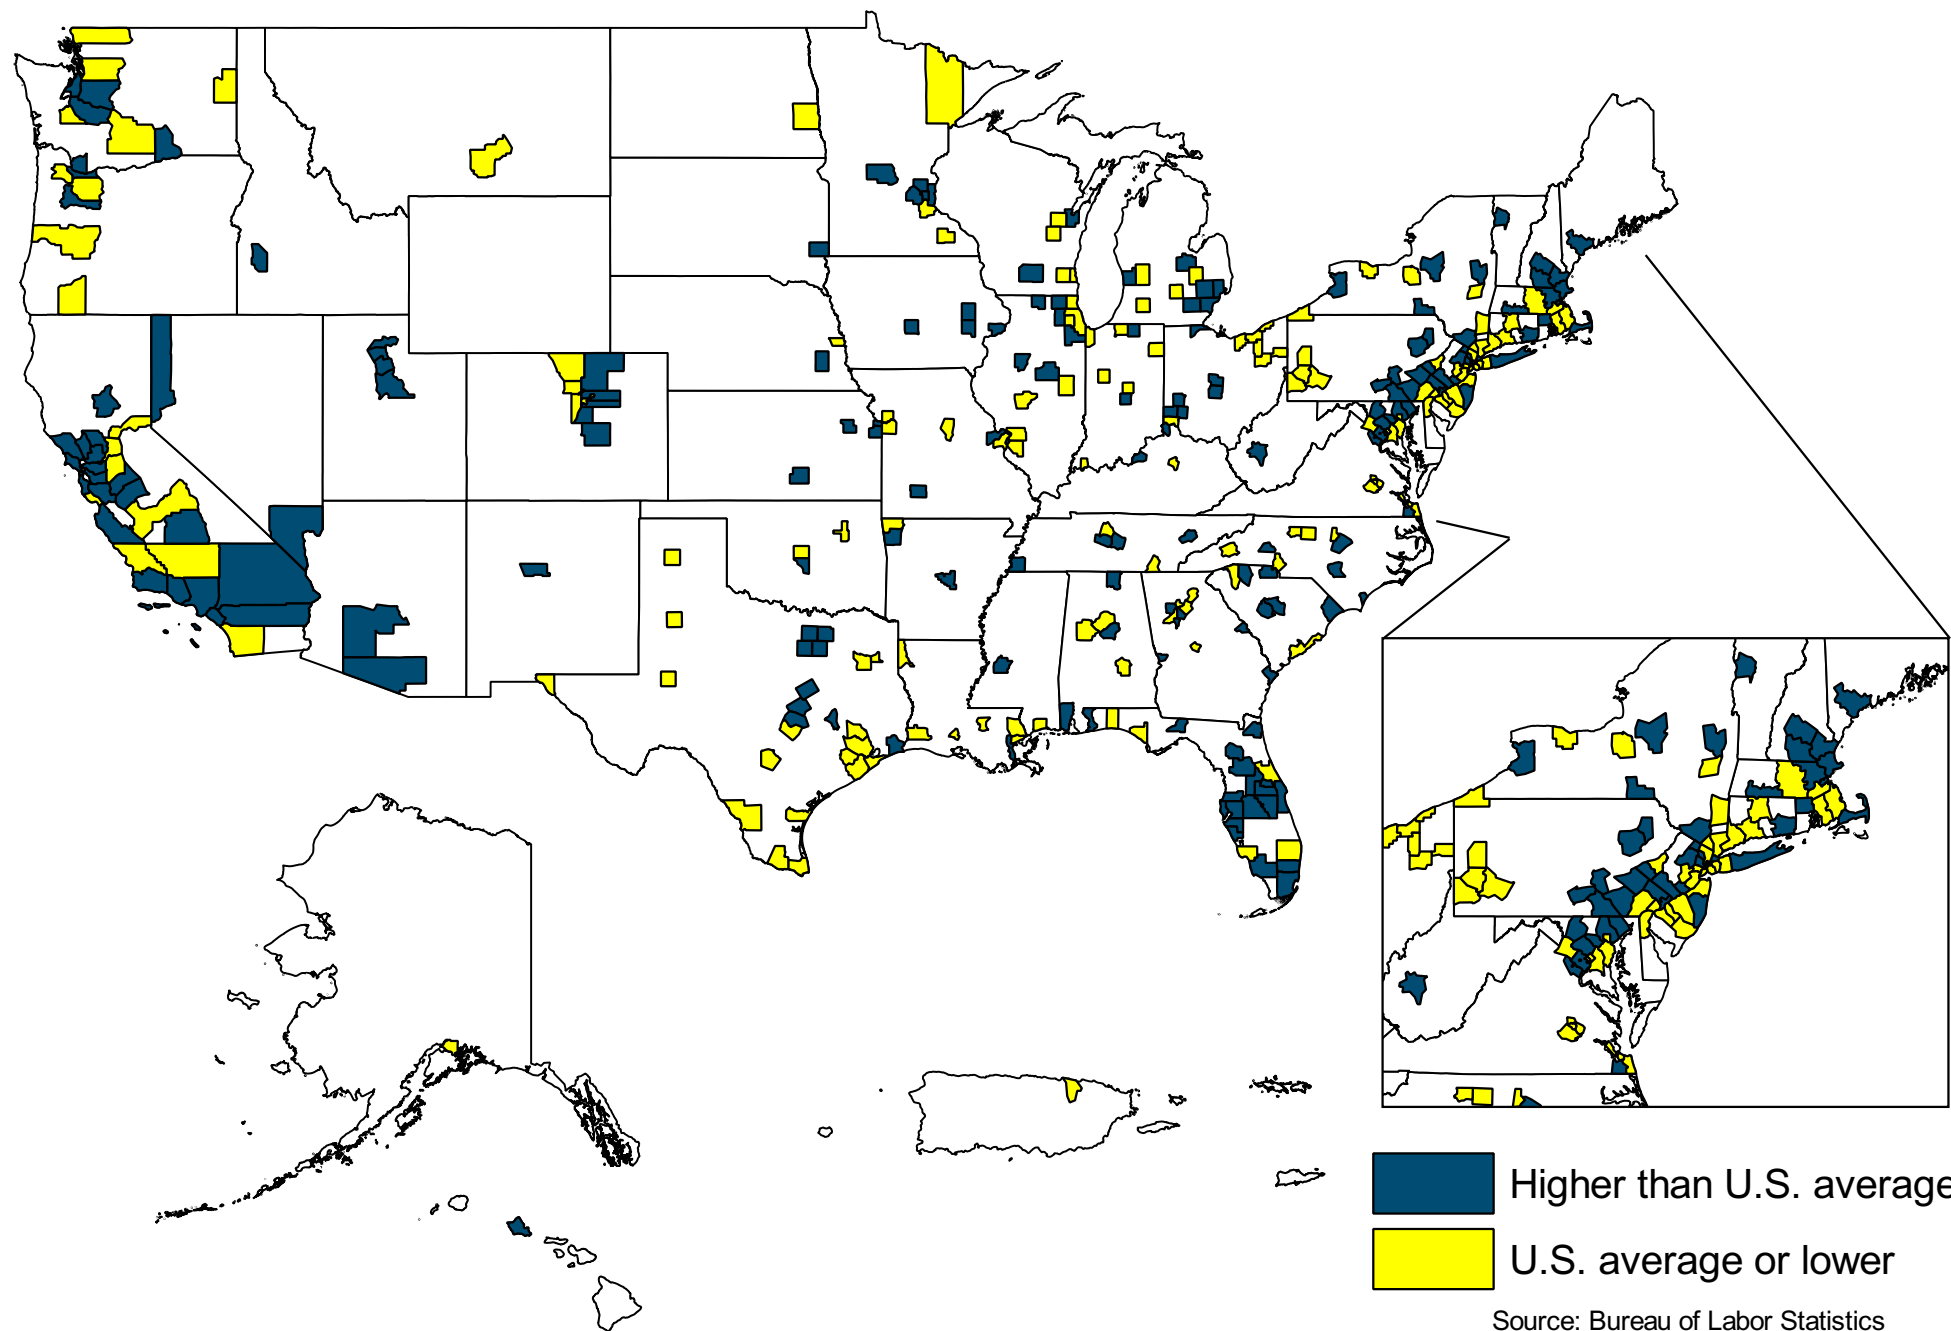 Higher than U.S. average
U.S. average or lower
Source: Bureau of Labor Statistics